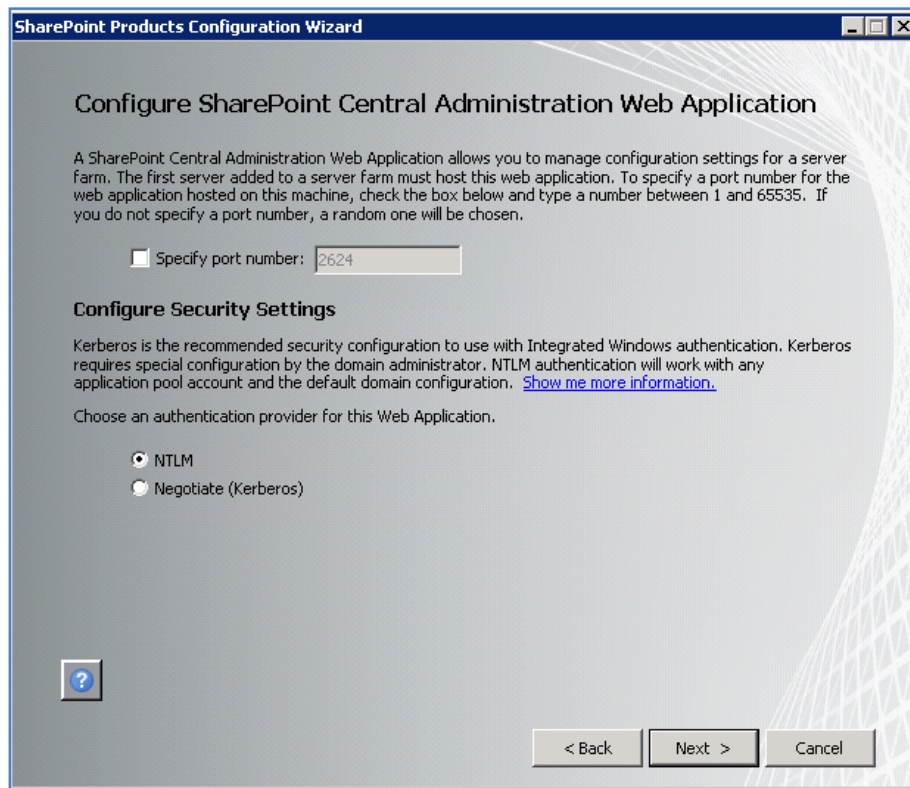 SharePoint Products Configuration Wizard
Configure SharePoint Central Administration Web Application
A SharePoint Central Administration Web Application allows you to manage configuration settings for a server
farm. The first server added to a server farm must host this web application. To specify a port number for the
web application hosted on this machine, check the box below and type a number between 1 and 65535. If
you do not specify a port number, a random one will be chosen.
Specify port number: 2624
Configure Security Settings
Kerberos is the recommended security configuration to use with Integrated Windows authentication. Kerberos
requires special configuration by the domain administrator. NTLM authentication will work with any
application pool account and the default domain configuration. Show me more information.
Choose an authentication provider for this Web Application.
NTLM
Negotiate (Kerberos)
?
< Back Next > Cancel